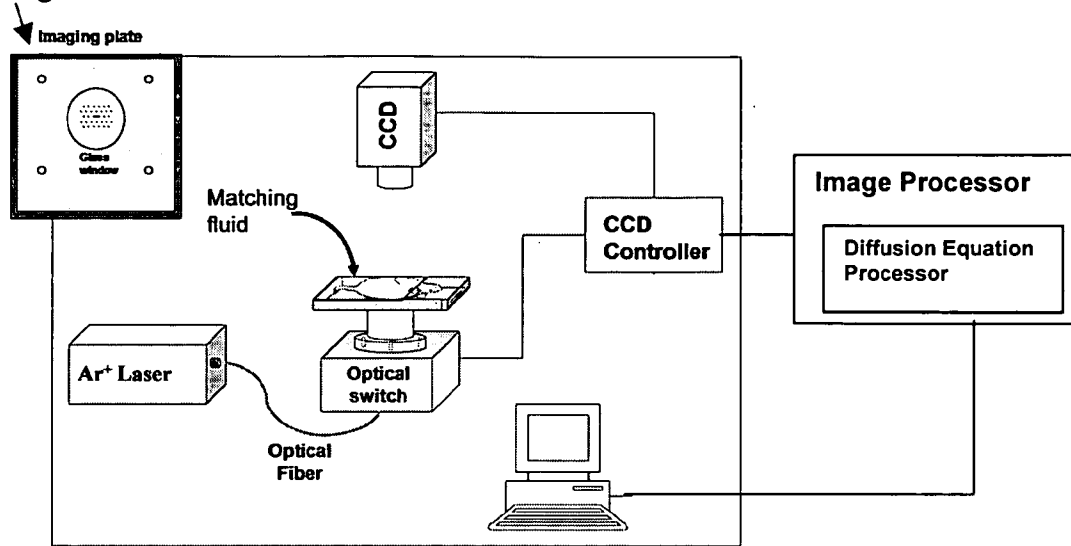 Imaging plate
Glass
window
CCD
Matching
fluid
CCD
Controller
Image Processor
Diffusion Equation
Processor
Ar⁺ Laser
Optical
switch
Optical
Fiber